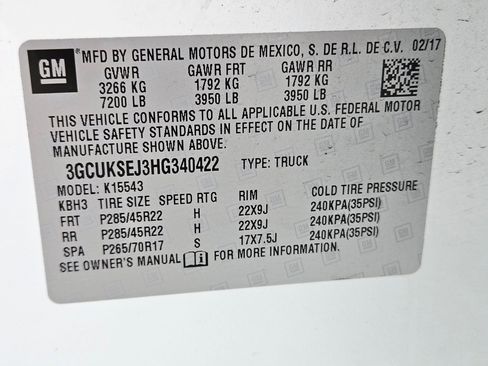 GM
MFD BY GENERAL MOTORS DE MEXICO, S. DE R.L. DE C.V. 02/17
GVWR GAWR FRT GAWR RR
3266 KG 1792 KG 1792 KG
7200 LB 3950 LB 3950 LB
THIS VEHICLE CONFORMS TO ALL APPLICABLE U.S. FEDERAL MOTOR
VEHICLE SAFETY STANDARDS IN EFFECT ON THE DATE OF
MANUFACTURE SHOWN ABOVE.
3GCUKSEJ3HG340422 TYPE: TRUCK
MODEL: K15543
KBH3 TIRE SIZE SPEED RTG RIM COLD TIRE PRESSURE
FRT P285/45R22 H 22X9J 240KPA(35PSI)
RR P285/45R22 H 22X9J 240KPA(35PSI)
SPA P265/70R17 S 17X7.5J 240KPA(35PSI)
SEE OWNER'S MANUAL FOR MORE INFORMATION.